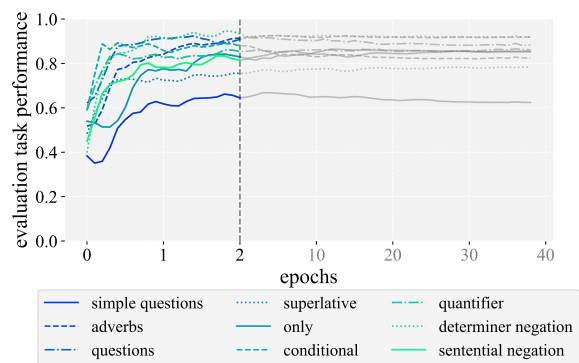 1.0
0.8
0.6
0.4
0.2
0.0
evaluation task performance
0 1 2 10 20 30 40
epochs
simple questions superlative quantifier
adverbs only determiner negation
questions conditional sentential negation